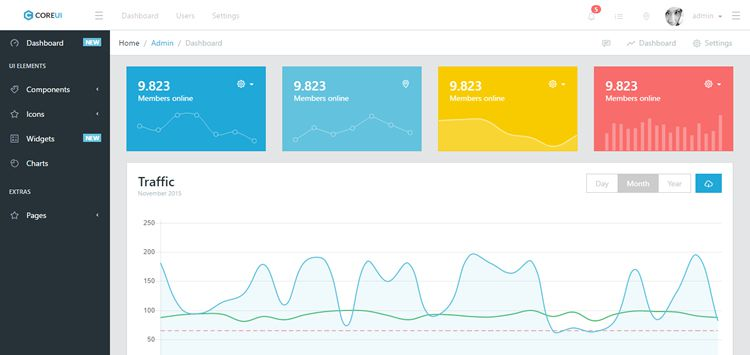 COREUI
Dashboard Users Settings
5
admin
Dashboard NEW
UI ELEMENTS
Components
Icons
Widgets NEW
Charts
EXTRAS
Pages
Home / Admin / Dashboard
Dashboard
Settings
9.823
Members online
9.823
Members online
9.823
Members online
9.823
Members online
Traffic
November 2015
Day Month Year
250
200
150
100
50